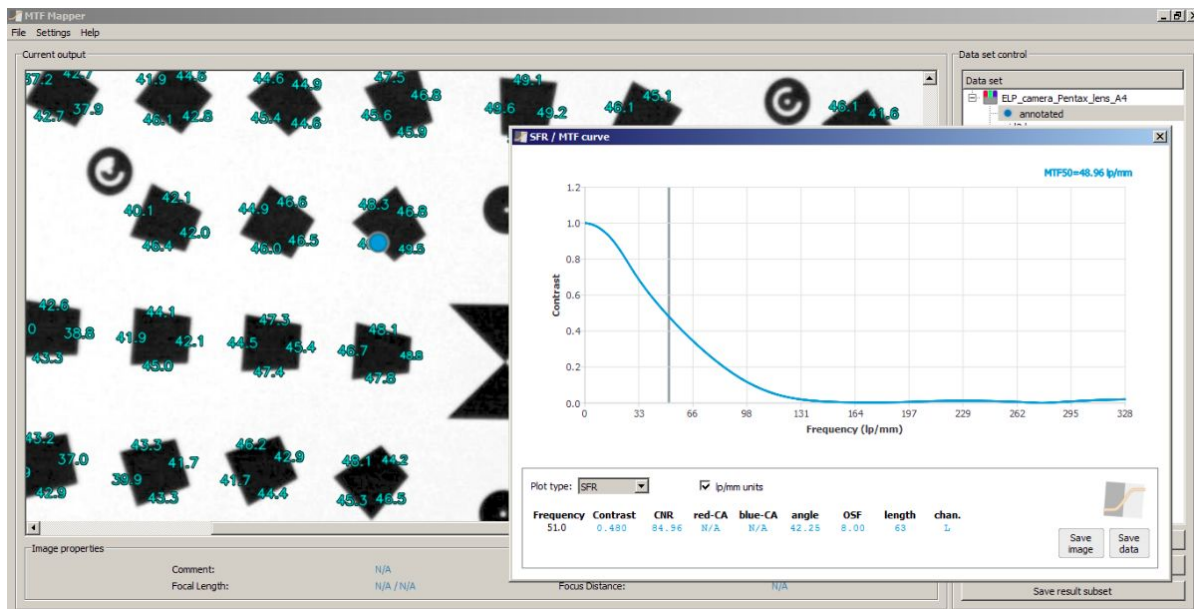 MTF Mapper
File Settings Help
Current output
Data set control
37.2 42.7 41.9 44.6 44.6 44.9 47.5 49.1
42.7 37.9 46.1 42.8 45.4 44.6 45.6 46.8 45.9 49.6 49.2 46.1 45.1 46.1 41.6
Data set
ELP_camera_Pentax_lens_A4
annotated
SFR / MTF curve
MTF50=48.96 lp/mm
42.1 46.6 48.3 46.8
40.1 44.9
42.0 46.5 49.5
45.4 46.0
1.2
1.0
0.8
0.6
0.4
0.2
0.0
Contrast
0 33 66 98 131 164 197 229 262 295 328
Frequency (lp/mm)
42.6 44.1 47.3 48.1
0 38.8 41.9 42.1 44.5 45.4 48.7 48.8
43.3 45.0 47.4 47.8
43.2 43.3 46.2 48.1 44.2
37.0 41.7 42.9
39.9 41.7
42.9 43.3 44.4 45.3 46.5
Plot type: SFR lp/mm units
Frequency Contrast CNR red-CA blue-CA angle OSF length chan.
51.0 0.480 84.96 N/A N/A 42.25 8.00 63 L
Save image
Save data
Image properties
Comment: N/A
Focal Length: N/A / N/A Focus Distance: N/A
Save result subset